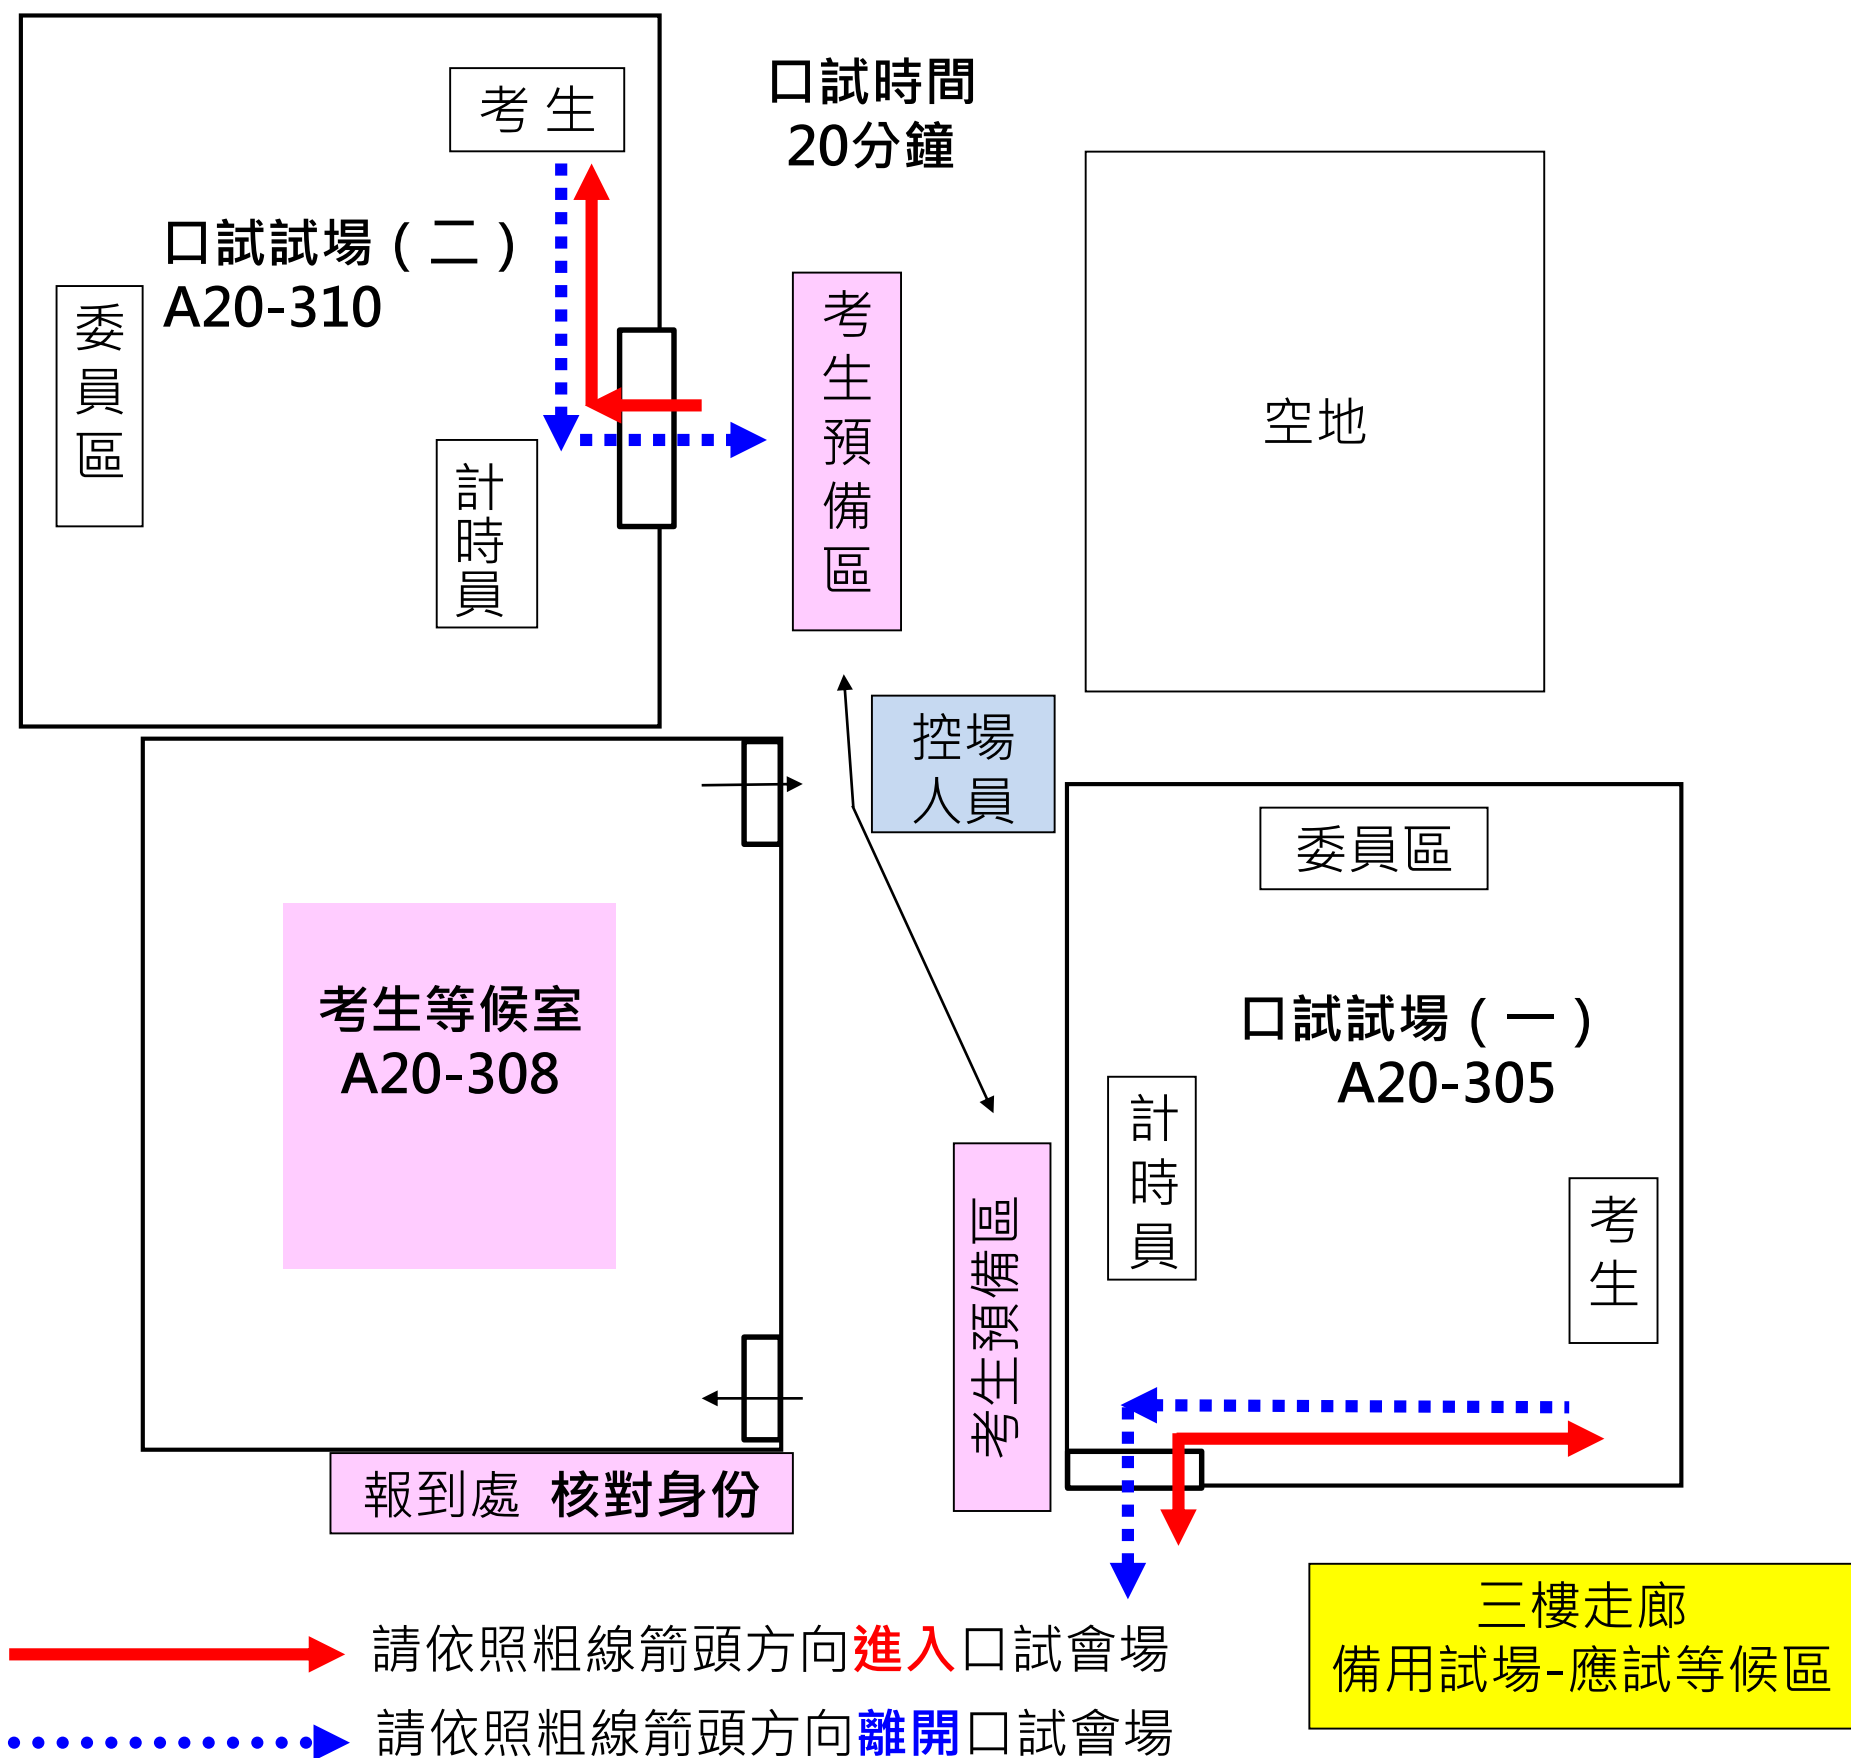 考 生
口試時間
20分鐘
口試試場(二)
A20-310
委員區
計時員
考生預備區
空地
控場
人員
委員區
考生等候室
A20-308
口試試場(一)
A20-305
計時員
考生
考生預備區
報到處 核對身份
三樓走廊
備用試場-應試等候區
請依照粗線箭頭方向進入口試會場
請依照粗線箭頭方向離開口試會場